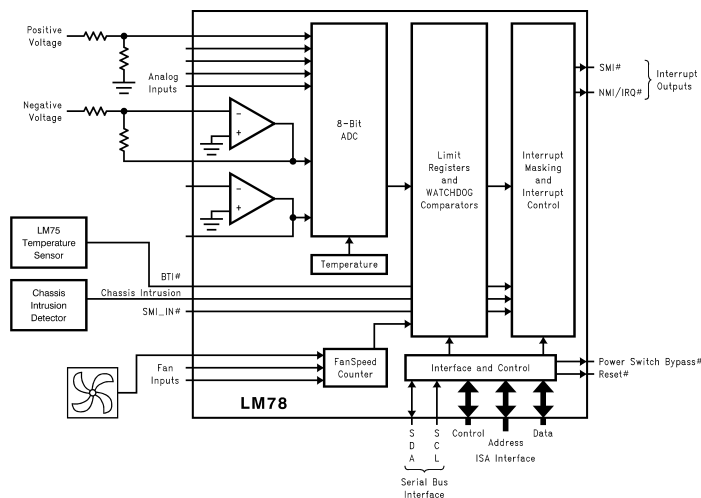 Positive
Voltage
Analog
Inputs
Negative
Voltage
-
+
-
+
8-Bit
ADC
Limit
Registers
and
WATCHDOG
Comparators
Interrupt
Masking
and
Interrupt
Control
SMI#
NMI/IRQ#
Interrupt
Outputs
LM75
Temperature
Sensor
Temperature
BTI#
Chassis Intrusion
SMI_IN#
Chassis
Intrusion
Detector
Fan
Inputs
FanSpeed
Counter
Interface and Control
Power Switch Bypass#
Reset#
LM78
SDA
SCL
Control
Address
Data
ISA Interface
Serial Bus
Interface